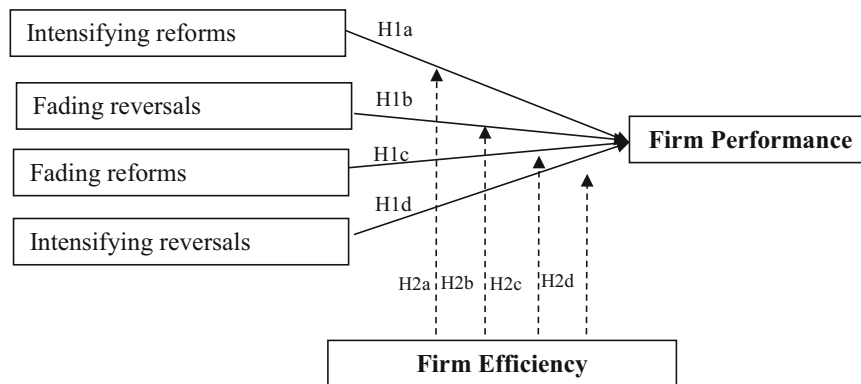 Intensifying reforms
H1a
Fading reversals
H1b
Firm Performance
Fading reforms
H1c
H1d
Intensifying reversals
H2a H2b H2c H2d
Firm Efficiency